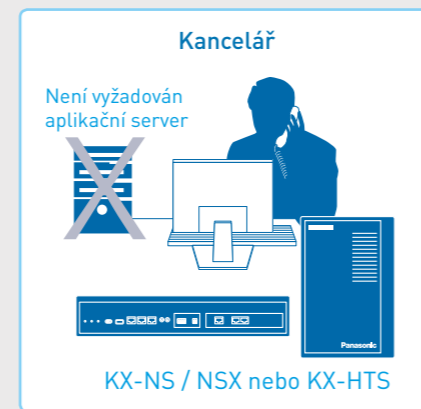 Kancelář
Není vyžadován
aplikační server
Panasonic
KX-NS / NSX nebo KX-HTS